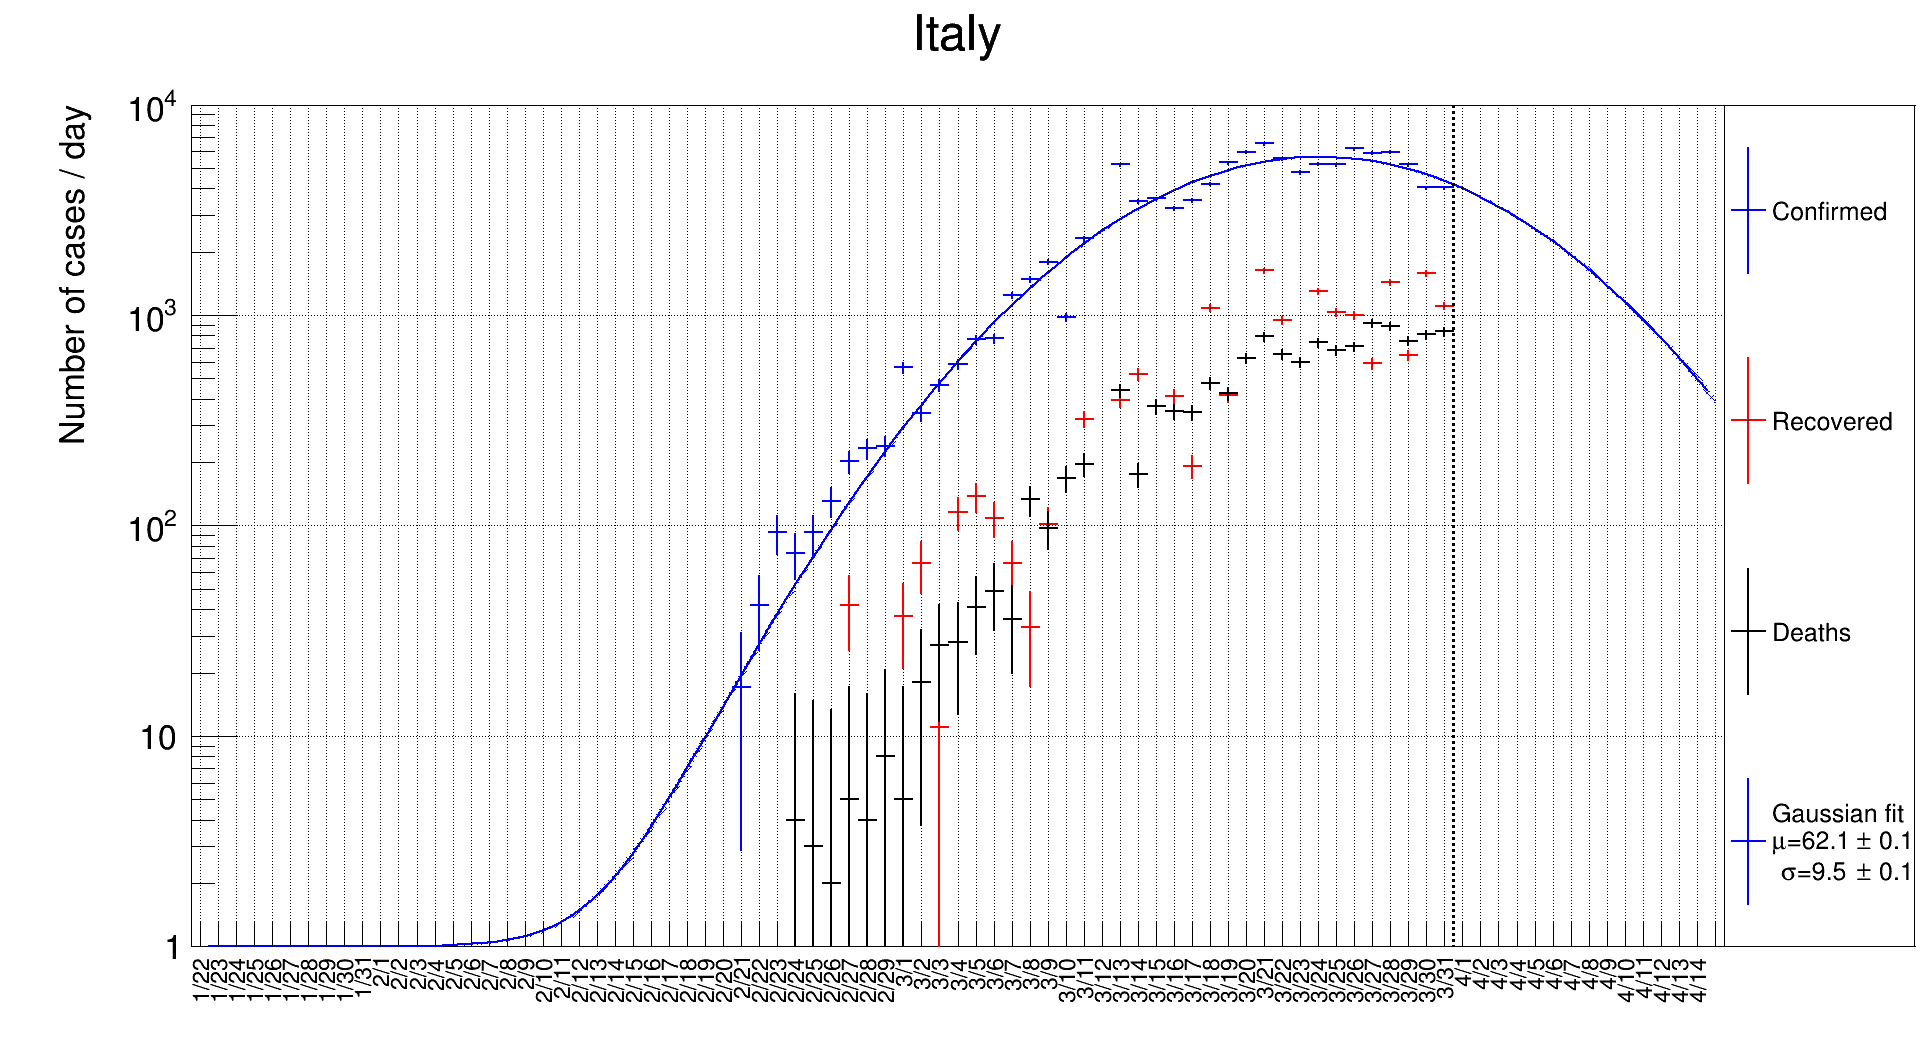 Italy
Number of cases / day
10⁴
10³
10²
10
1
1/22 1/23 1/24 1/25 1/26 1/27 1/28 1/29 1/30 1/31 2/1 2/2 2/3 2/4 2/5 2/6 2/7 2/8 2/9 2/10 2/11 2/12 2/13 2/14 2/15 2/16 2/17 2/18 2/19 2/20 2/21 2/22 2/23 2/24 2/25 2/26 2/27 2/28 2/29 3/1 3/2 3/3 3/4 3/5 3/6 3/7 3/8 3/9 3/10 3/11 3/12 3/13 3/14 3/15 3/16 3/17 3/18 3/19 3/20 3/21 3/22 3/23 3/24 3/25 3/26 3/27 3/28 3/29 3/30 3/31 4/1 4/2 4/3 4/4 4/5 4/6 4/7 4/8 4/9 4/10 4/11 4/12 4/13 4/14
Confirmed
Recovered
Deaths
Gaussian fit
μ=62.1 ± 0.1
σ=9.5 ± 0.1